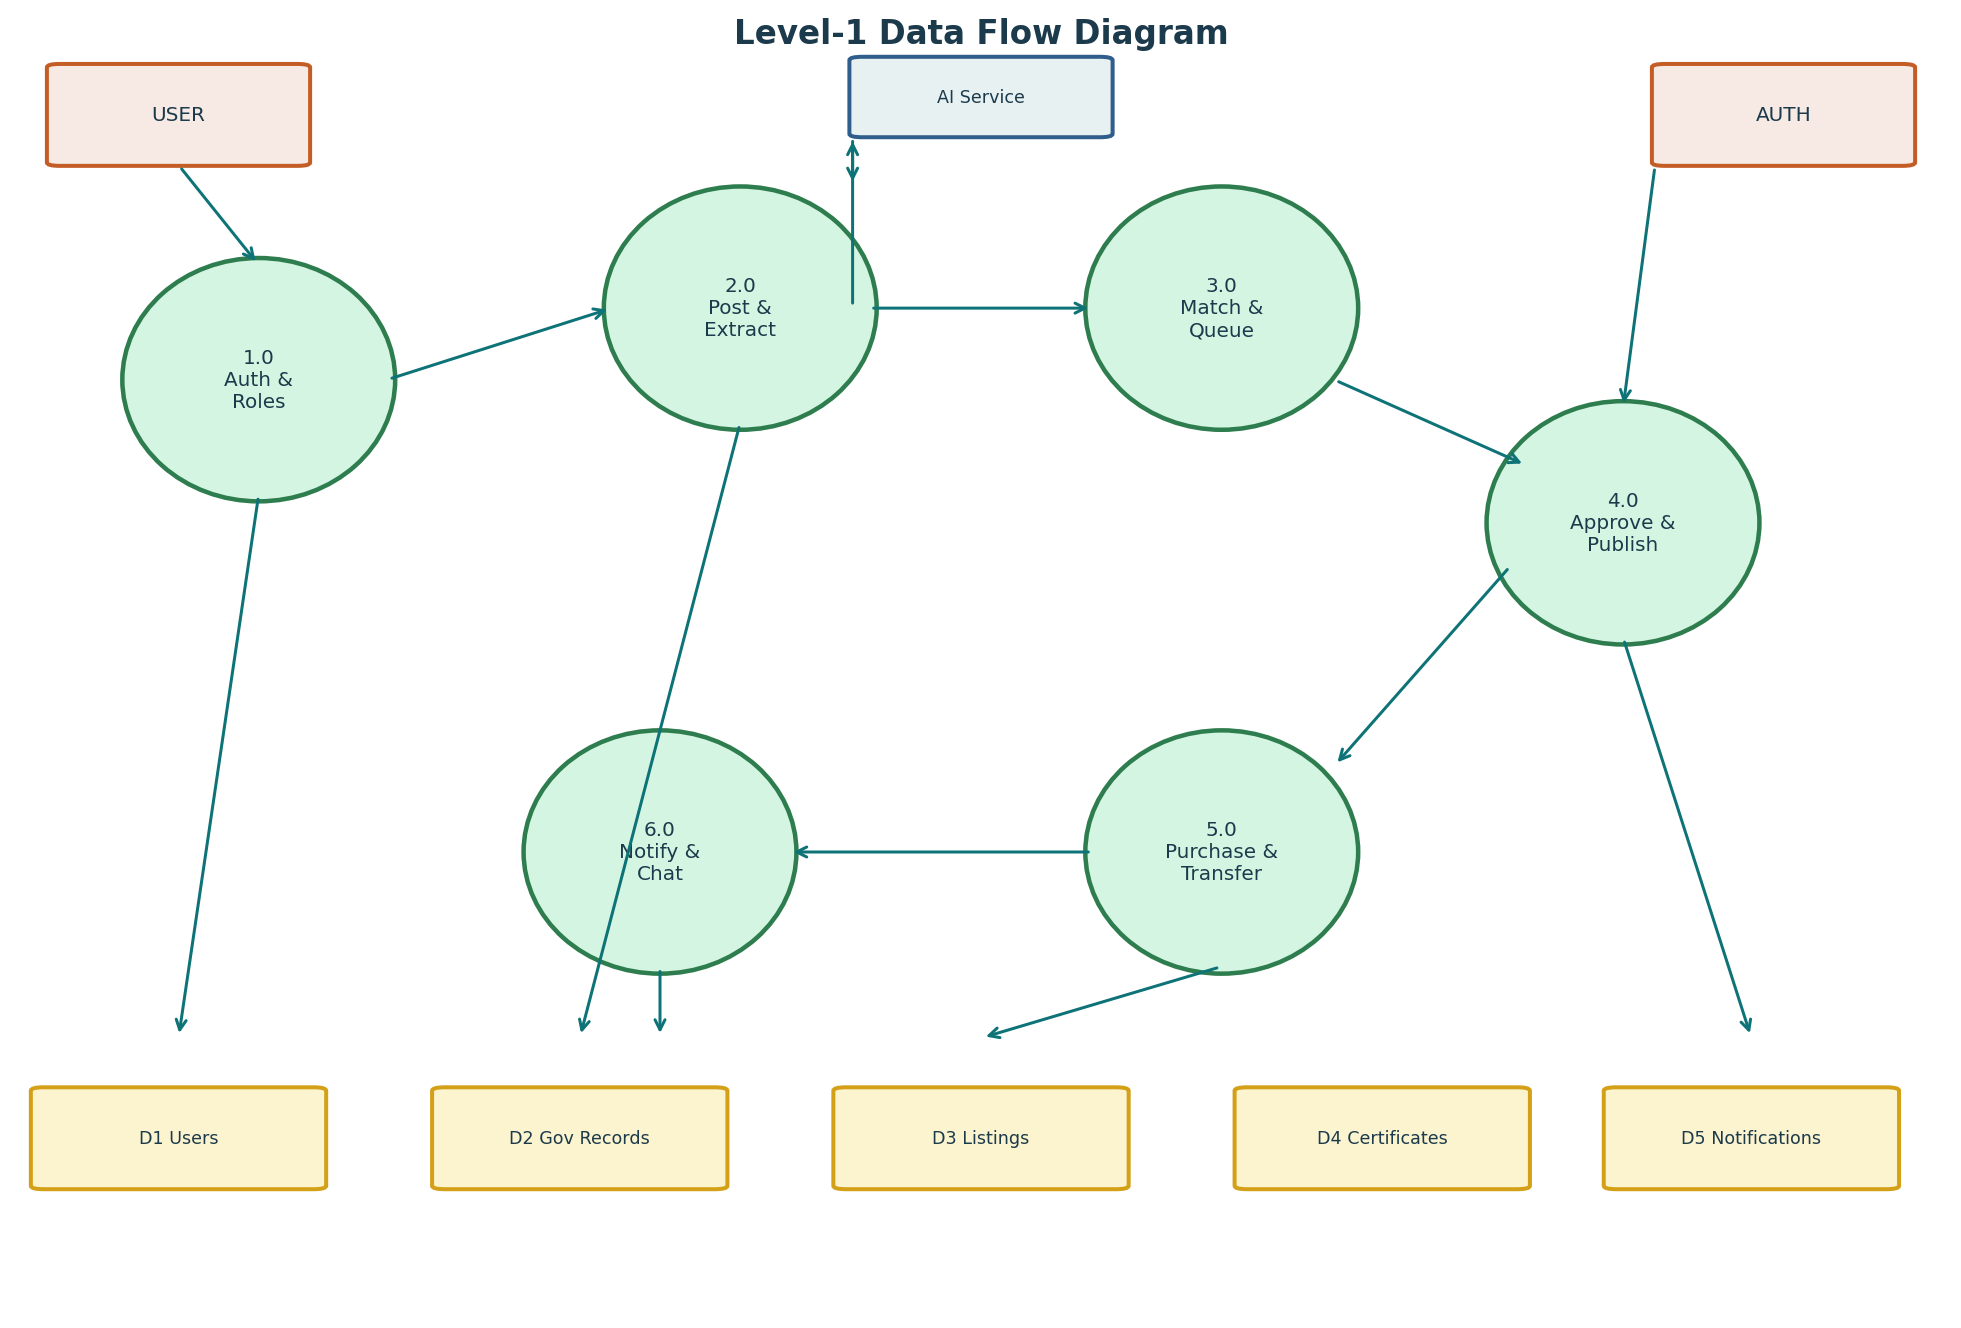 Level-1 Data Flow Diagram
USER
AI Service
AUTH
1.0
Auth &
Roles
2.0
Post &
Extract
3.0
Match &
Queue
4.0
Approve &
Publish
6.0
Notify &
Chat
5.0
Purchase &
Transfer
D1 Users
D2 Gov Records
D3 Listings
D4 Certificates
D5 Notifications